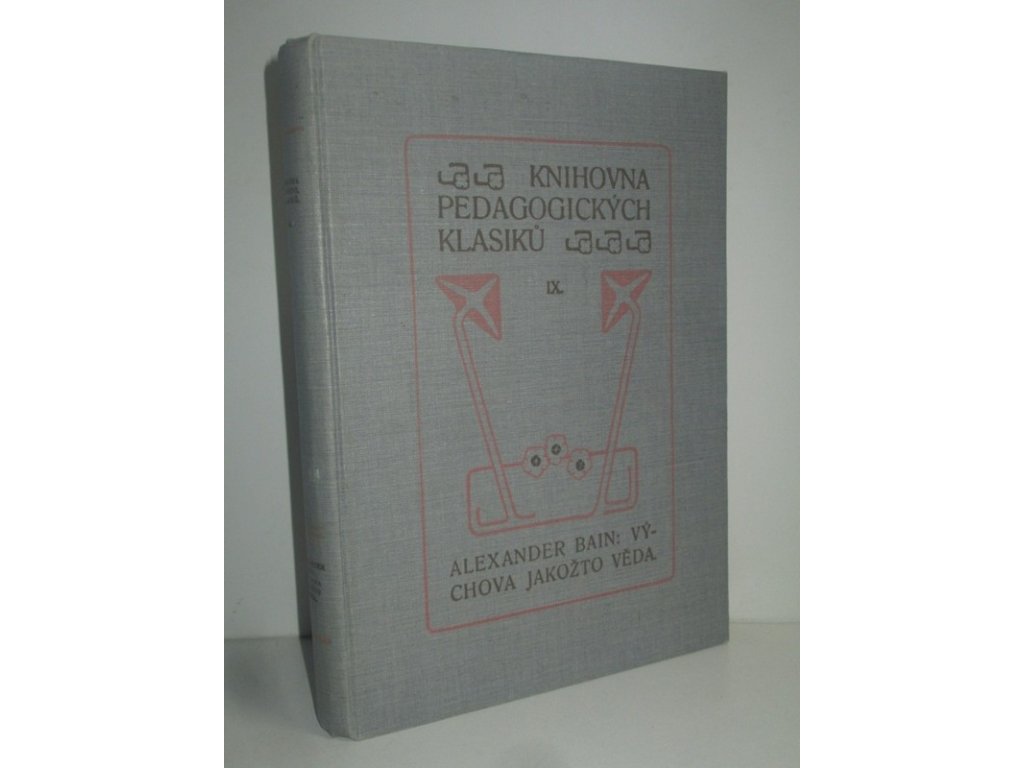 KNIHOVNA
PEDAGOGICKÝCH
KLASIKŮ
IX.
ALEXANDER BAIN: VÝ-
CHOVA JAKOŽTO VĚDA.